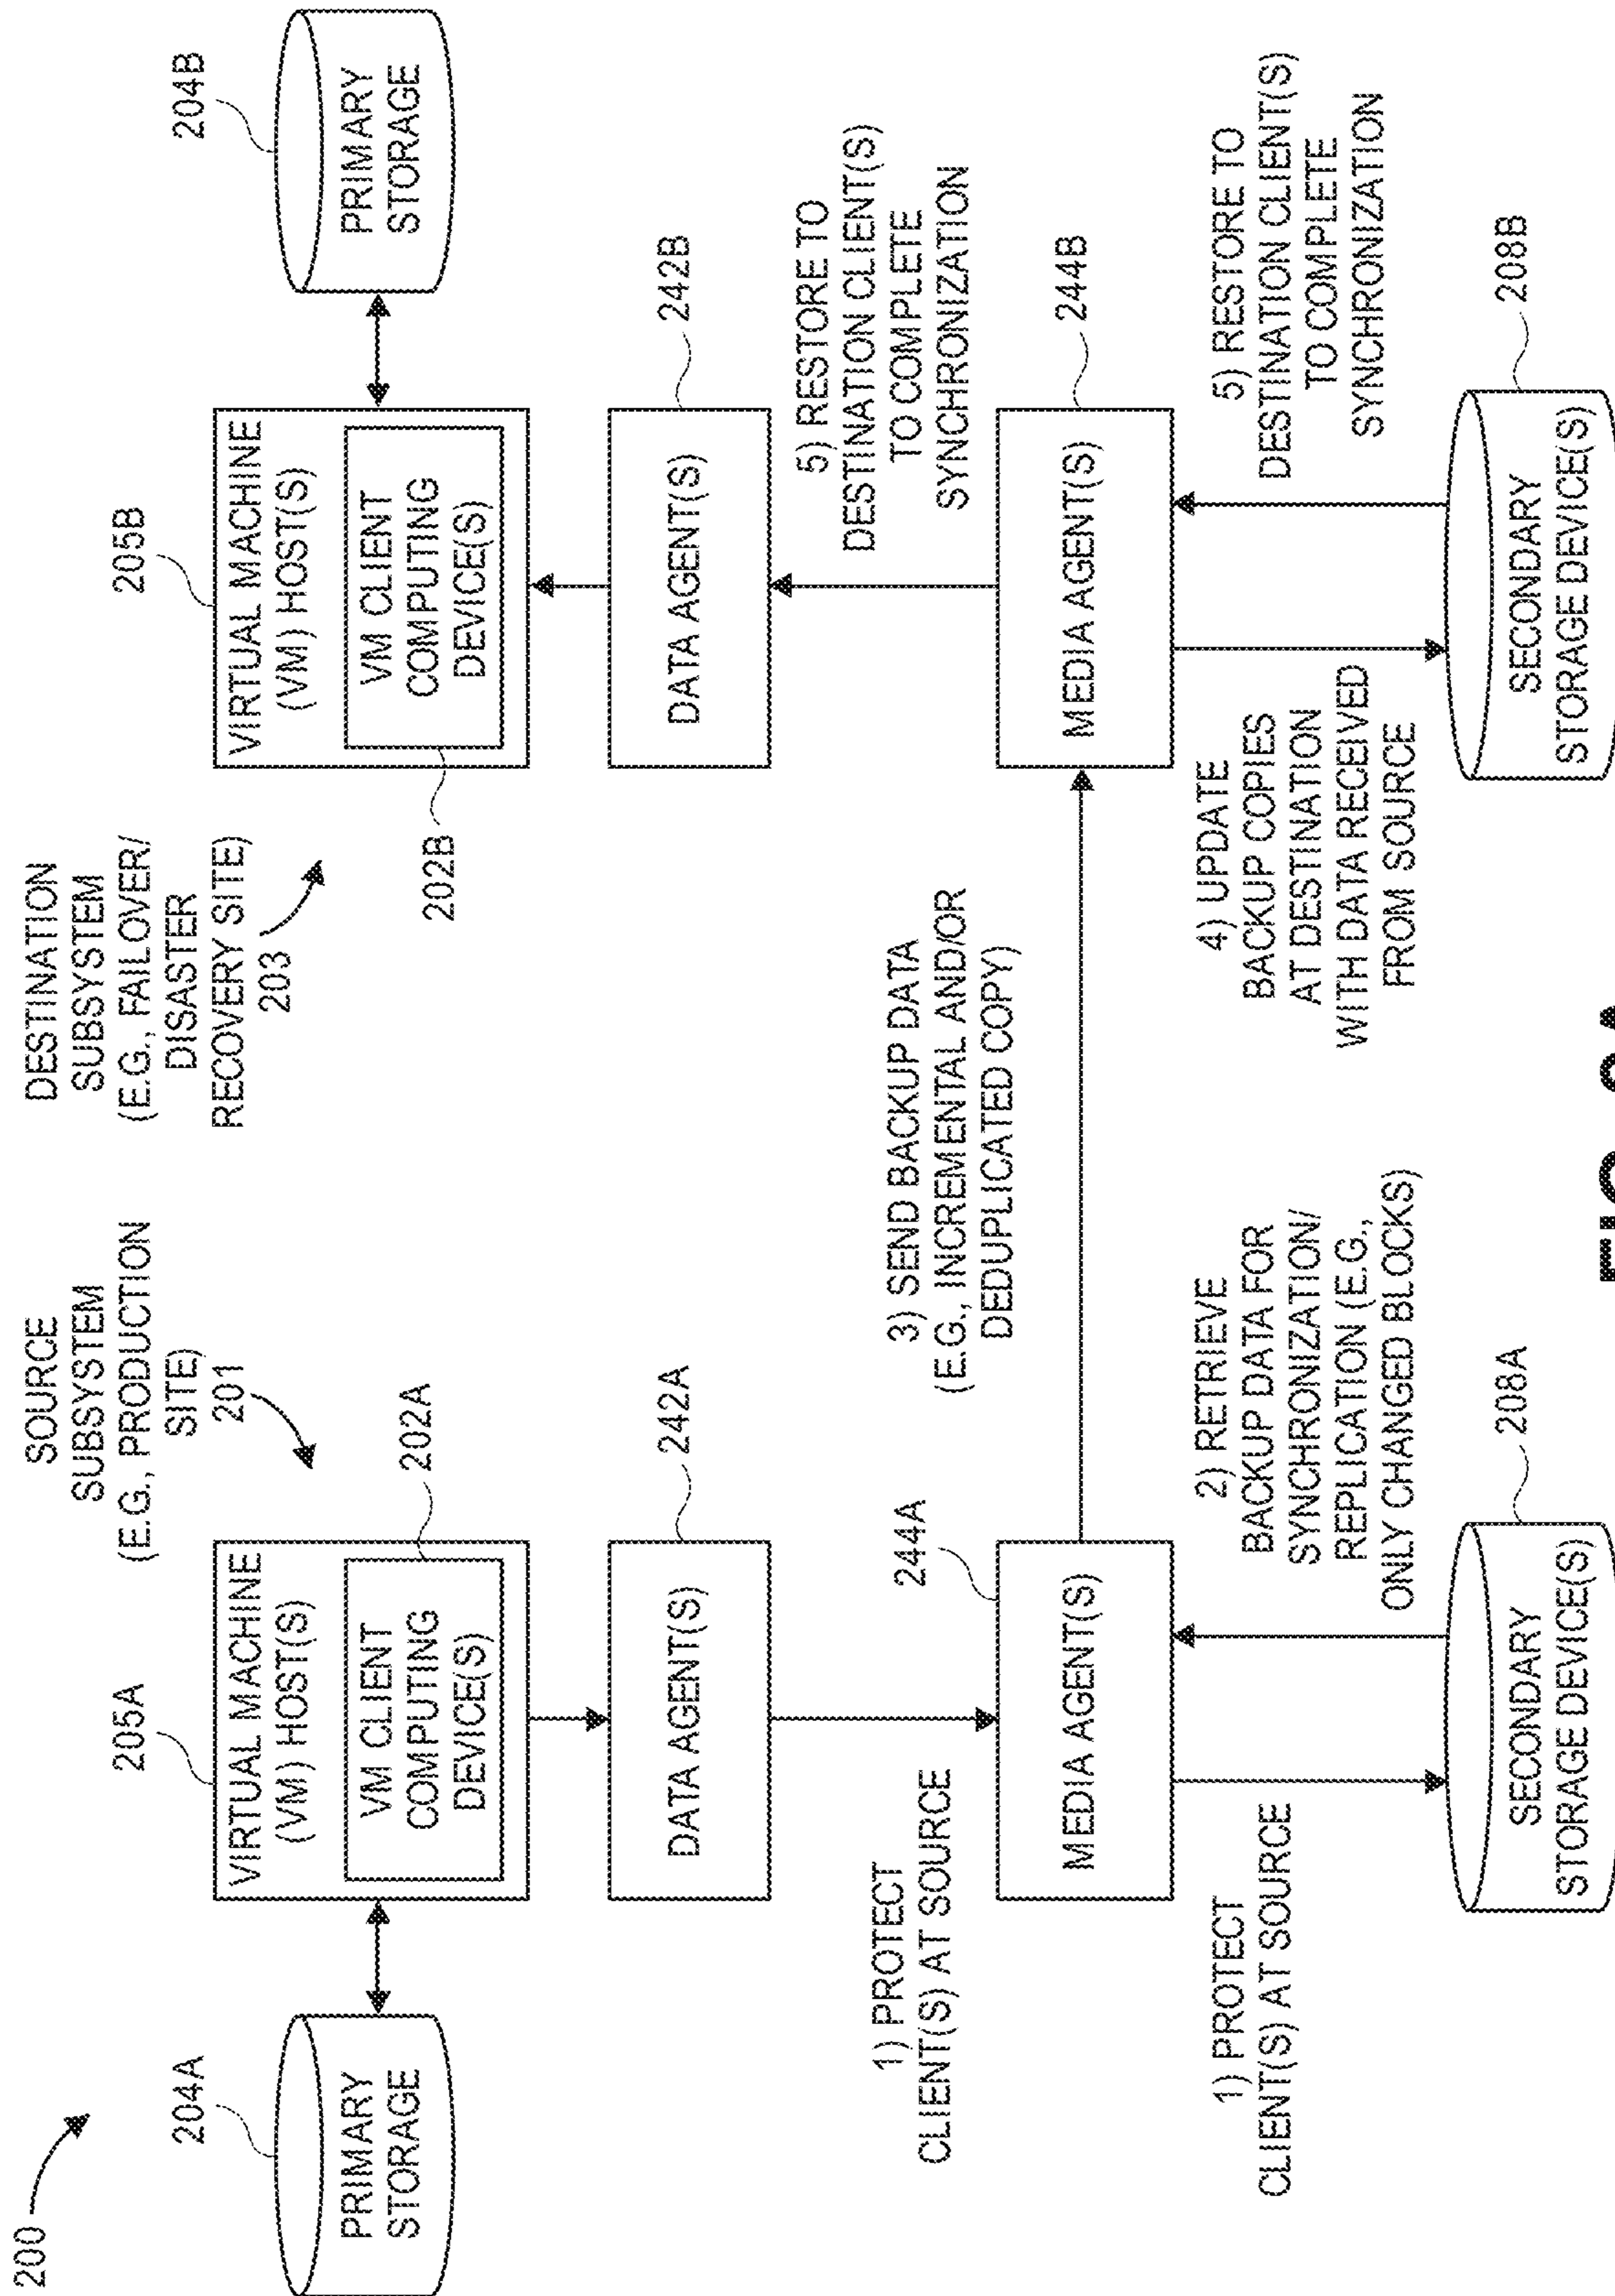 200
SOURCE
SUBSYSTEM
(E.G., PRODUCTION
SITE)
201
DESTINATION
SUBSYSTEM
(E.G., FAILOVER/
DISASTER
RECOVERY SITE)
203
204A
PRIMARY
STORAGE
205A
VIRTUAL MACHINE
(VM) HOST(S)
VM CLIENT
COMPUTING
DEVICE(S)
202A
205B
VIRTUAL MACHINE
(VM) HOST(S)
VM CLIENT
COMPUTING
DEVICE(S)
202B
204B
PRIMARY
STORAGE
DATA AGENT(S)
242A
DATA AGENT(S)
242B
1) PROTECT
CLIENT(S) AT SOURCE
3) SEND BACKUP DATA
(E.G., INCREMENTAL AND/OR
DEDUPLICATED COPY)
5) RESTORE TO
DESTINATION CLIENT(S)
TO COMPLETE
SYNCHRONIZATION
244A
MEDIA AGENT(S)
MEDIA AGENT(S)
244B
1) PROTECT
CLIENT(S) AT SOURCE
2) RETRIEVE
BACKUP DATA FOR
SYNCHRONIZATION/
REPLICATION (E.G.,
ONLY CHANGED BLOCKS)
4) UPDATE
BACKUP COPIES
AT DESTINATION
WITH DATA RECEIVED
FROM SOURCE
5) RESTORE TO
DESTINATION CLIENT(S)
TO COMPLETE
SYNCHRONIZATION
SECONDARY
STORAGE DEVICE(S)
208A
SECONDARY
STORAGE DEVICE(S)
208B